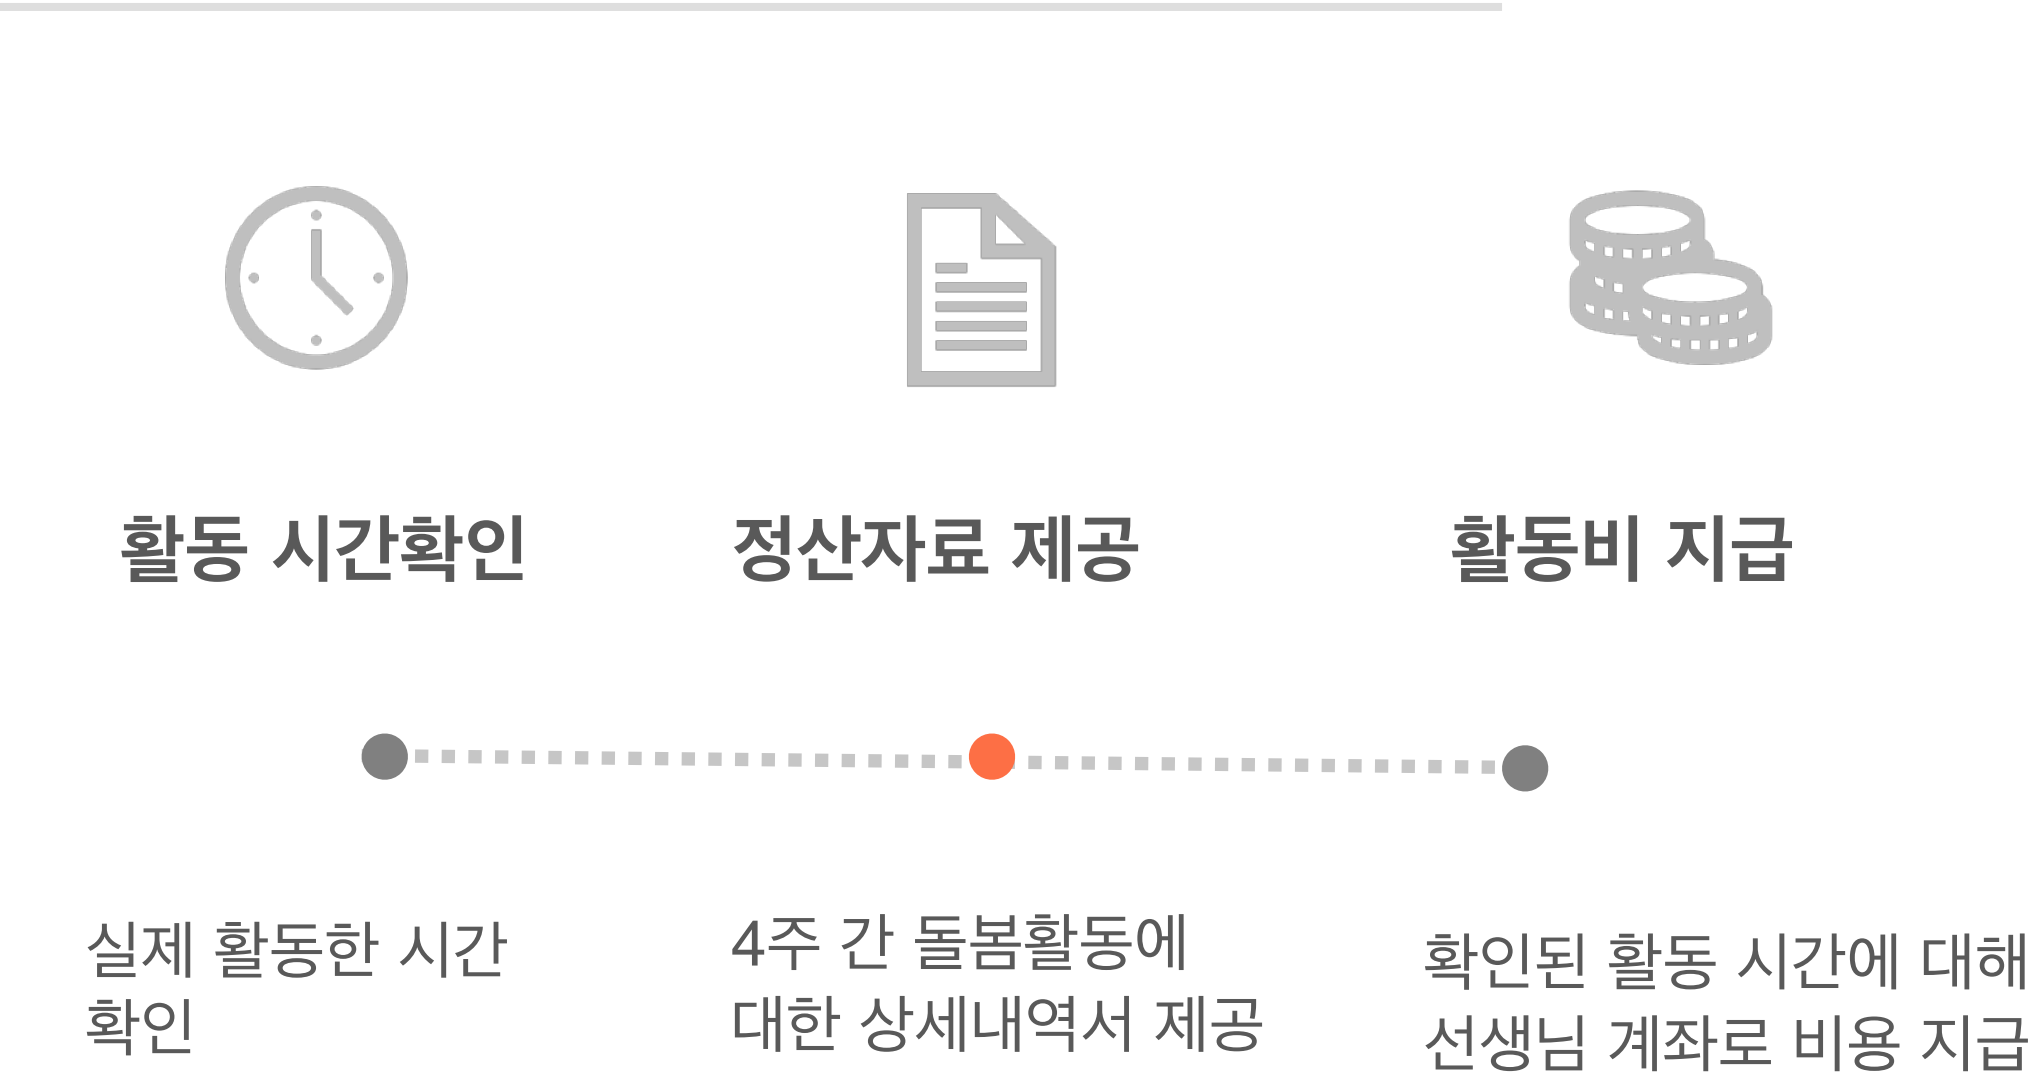 활동 시간확인
정산자료 제공
활동비 지급
실제 활동한 시간
확인
4주 간 돌봄활동에
대한 상세내역서 제공
확인된 활동 시간에 대해
선생님 계좌로 비용 지급